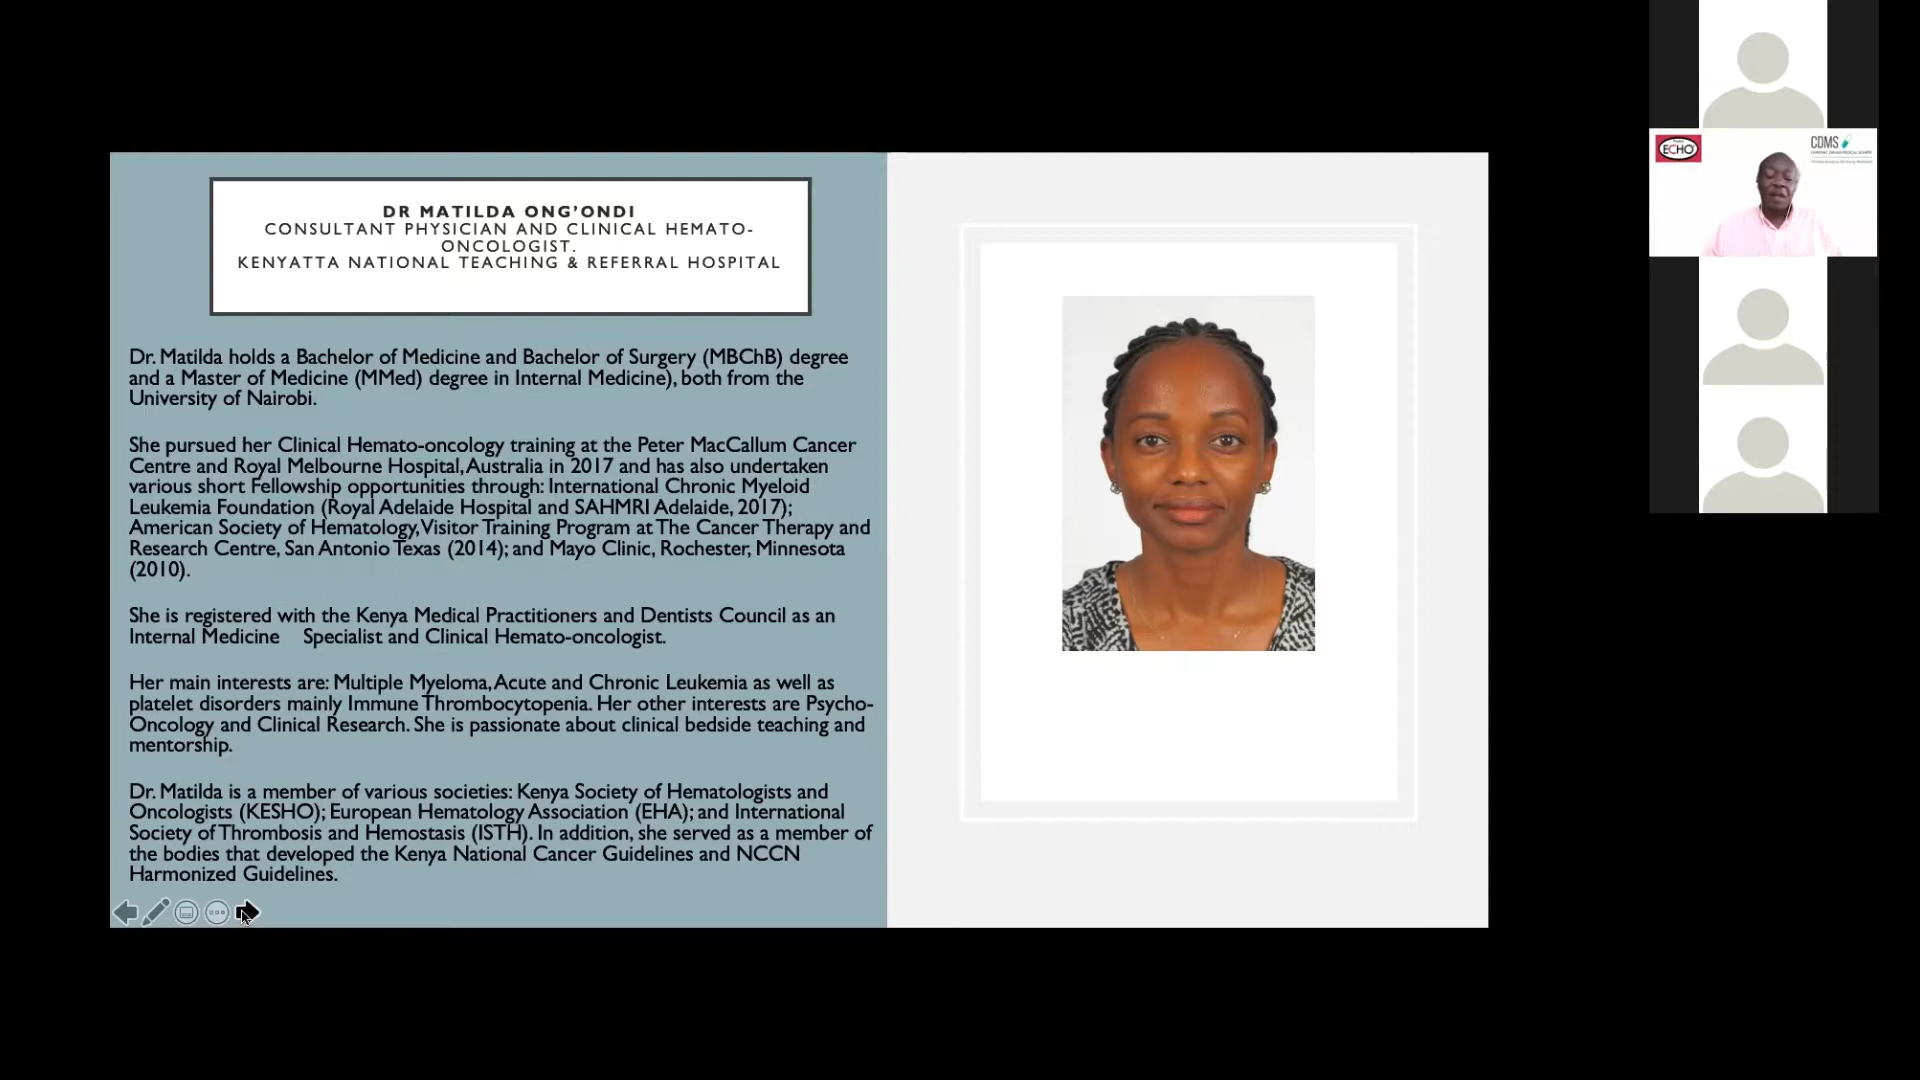 DR MATILDA ONG'ONDI
CONSULTANT PHYSICIAN AND CLINICAL HEMATO-
ONCOLOGIST.
KENYATTA NATIONAL TEACHING & REFERRAL HOSPITAL
Dr. Matilda holds a Bachelor of Medicine and Bachelor of Surgery (MBChB) degree
and a Master of Medicine (MMed) degree in Internal Medicine), both from the
University of Nairobi.
She pursued her Clinical Hemato-oncology training at the Peter MacCallum Cancer
Centre and Royal Melbourne Hospital, Australia in 2017 and has also undertaken
various short Fellowship opportunities through: International Chronic Myeloid
Leukemia Foundation (Royal Adelaide Hospital and SAHMRI Adelaide, 2017);
American Society of Hematology, Visitor Training Program at The Cancer Therapy and
Research Centre, San Antonio Texas (2014); and Mayo Clinic, Rochester, Minnesota
(2010).
She is registered with the Kenya Medical Practitioners and Dentists Council as an
Internal Medicine Specialist and Clinical Hemato-oncologist.
Her main interests are: Multiple Myeloma, Acute and Chronic Leukemia as well as
platelet disorders mainly Immune Thrombocytopenia. Her other interests are Psycho-
Oncology and Clinical Research. She is passionate about clinical bedside teaching and
mentorship.
Dr. Matilda is a member of various societies: Kenya Society of Hematologists and
Oncologists (KESHO); European Hematology Association (EHA); and International
Society of Thrombosis and Hemostasis (ISTH). In addition, she served as a member of
the bodies that developed the Kenya National Cancer Guidelines and NCCN
Harmonized Guidelines.
ECHO
CDMS